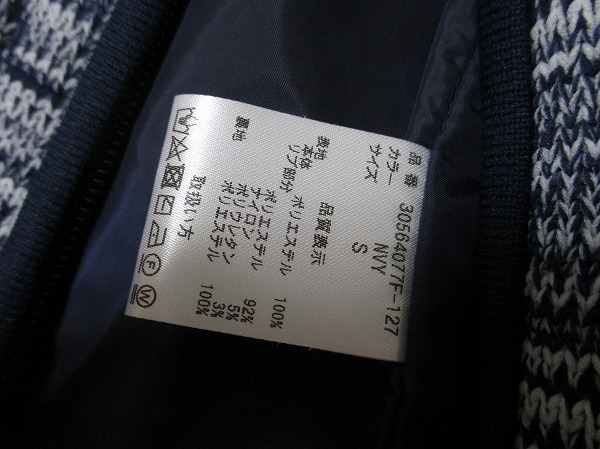 品番 30564077F-127
カラー NVY
サイズ S
品質表示
表地 本体 ポリエステル 100%
リブ部分 ポリエステル 92%
ナイロン 5%
ポリウレタン 3%
裏地 ポリエステル 100%
取扱い方
F
W